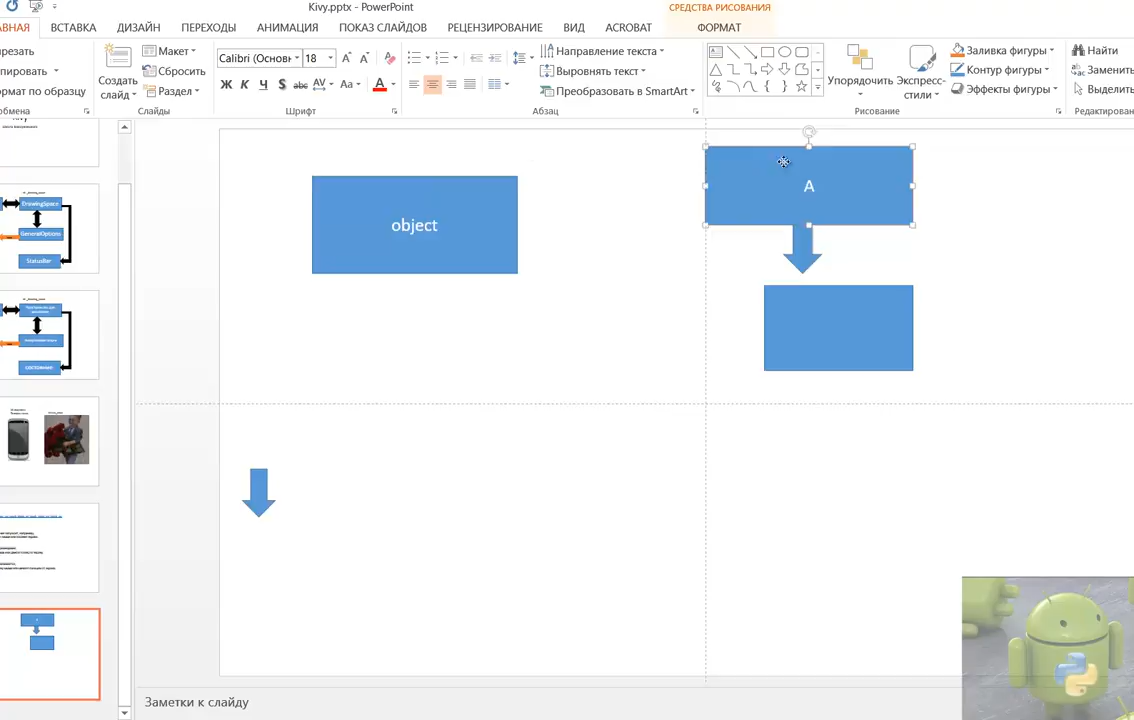 Kivy.pptx - PowerPoint
СРЕДСТВА РИСОВАНИЯ
АВНАЯ ВСТАВКА ДИЗАЙН ПЕРЕХОДЫ АНИМАЦИЯ ПОКАЗ СЛАЙДОВ РЕЦЕНЗИРОВАНИЕ ВИД ACROBAT ФОРМАТ
резать
пировать
ормат по образцу
бмена
Создать слайд
Макет
Сбросить
Раздел
Слайды
Calibri (Основн 18
Ж К Ч S abc AV Aa A
Шрифт
Направление текста
Выровнять текст
Преобразовать в SmartArt
Абзац
Упорядочить
Экспресс-стили
Заливка фигуры
Контур фигуры
Эффекты фигуры
Рисование
Найти
Заменить
Выделить
Редактирован
DrawingSpace
GeneralOptions
StatusBar
object
A
Заметки к слайду